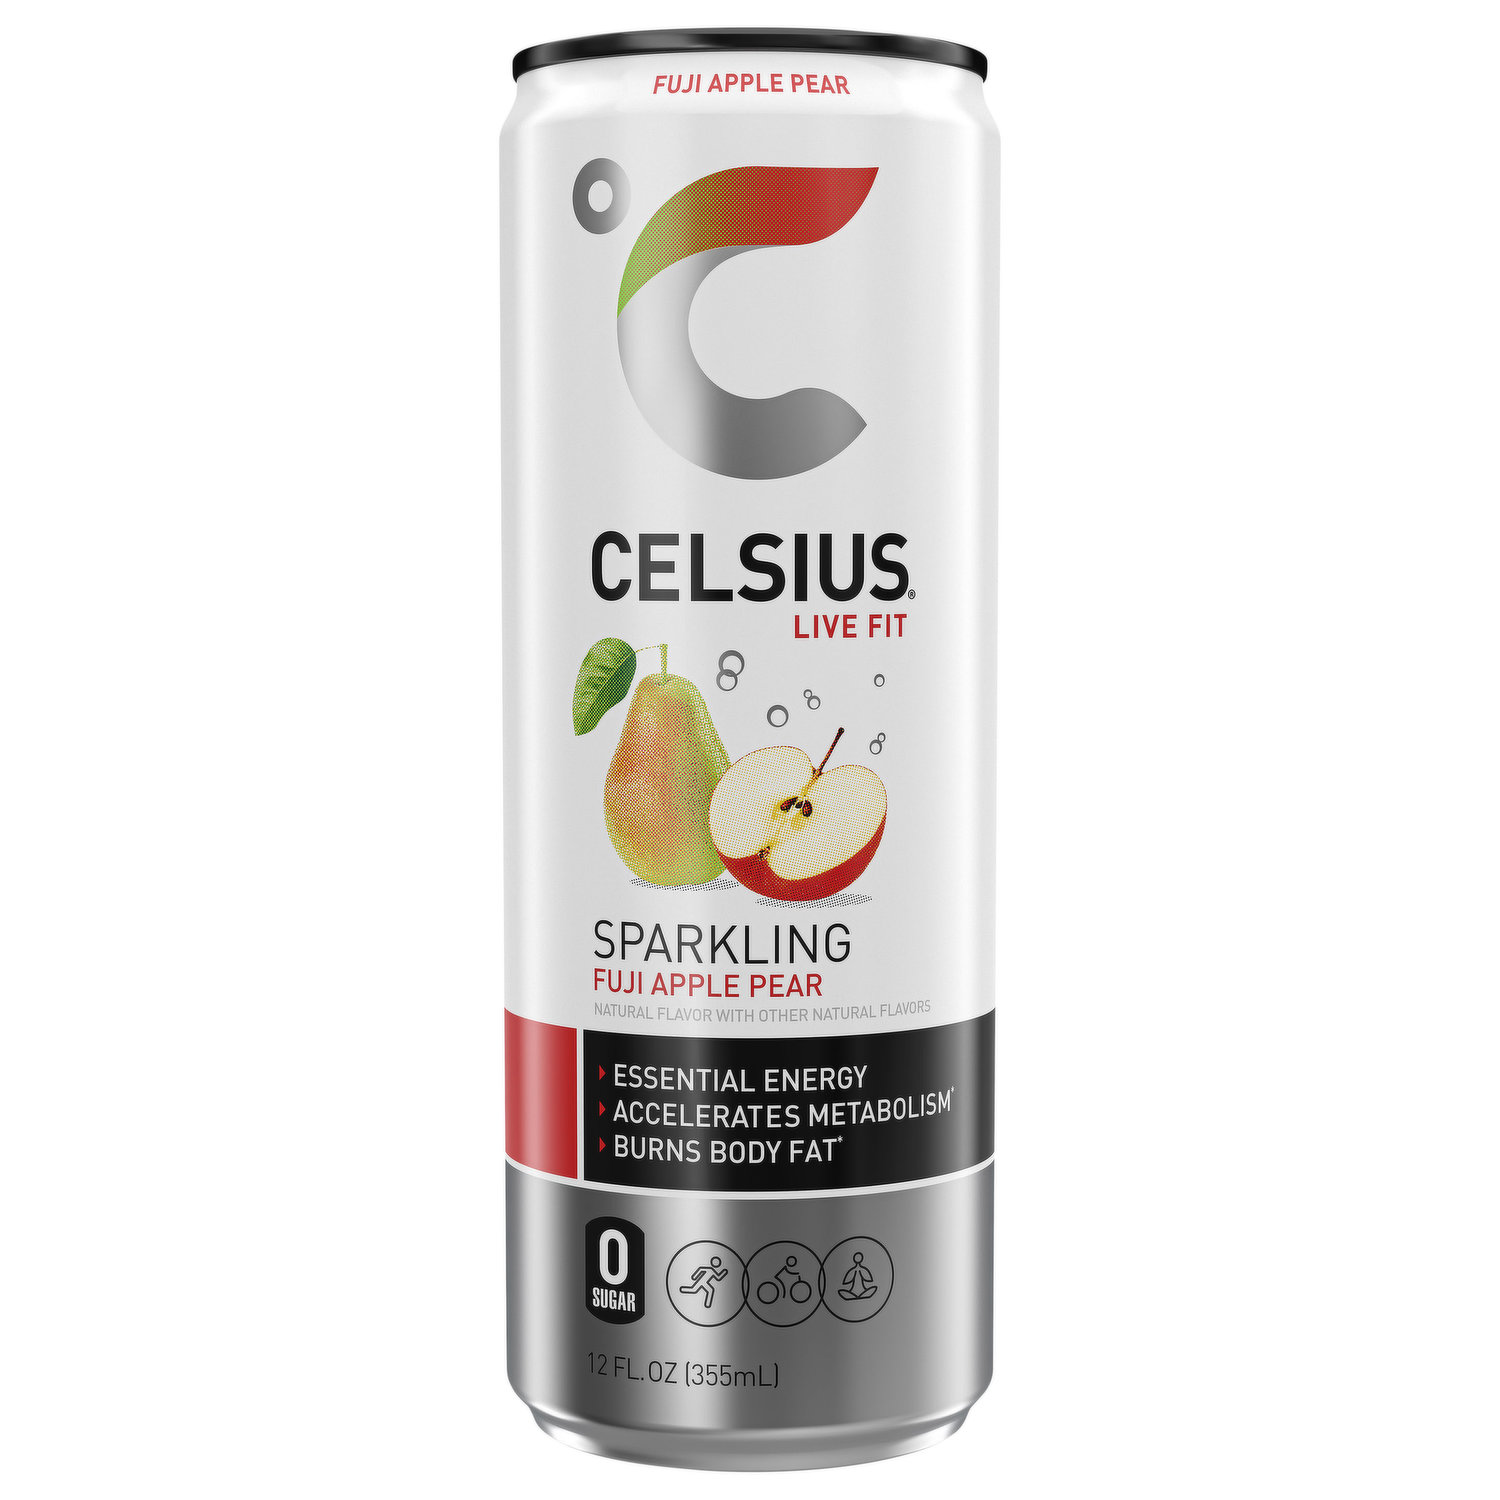 FUJI APPLE PEAR
°C
CELSIUS®
LIVE FIT
SPARKLING
FUJI APPLE PEAR
NATURAL FLAVOR WITH OTHER NATURAL FLAVORS
ESSENTIAL ENERGY
ACCELERATES METABOLISM*
BURNS BODY FAT*
0
SUGAR
12 FL. OZ (355mL)